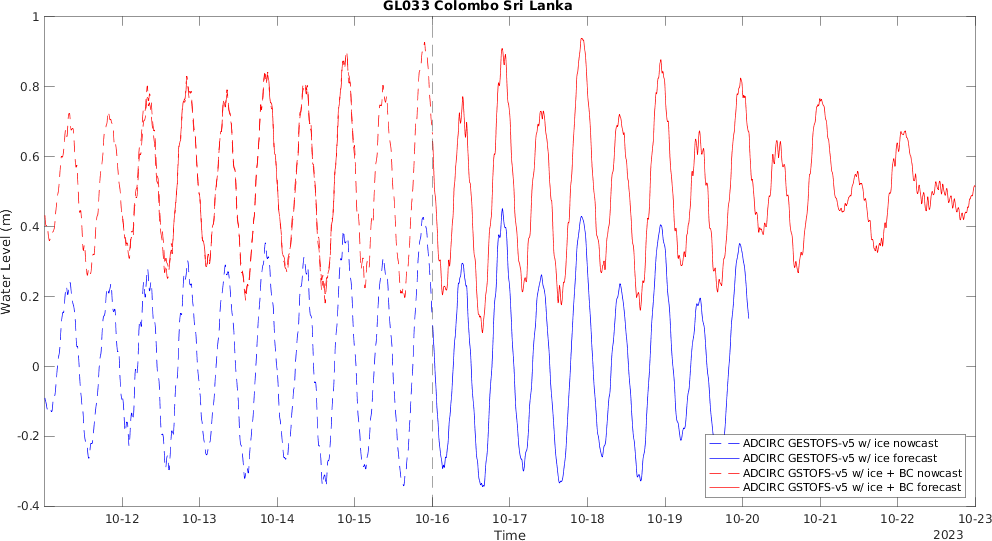 GL033 Colombo Sri Lanka
1
0.8
0.6
0.4
0.2
0
-0.2
-0.4
Water Level (m)
ADCIRC GESTOFS-v5 w/ ice nowcast
ADCIRC GESTOFS-v5 w/ ice forecast
ADCIRC GSTOFS-v5 w/ ice + BC nowcast
ADCIRC GSTOFS-v5 w/ ice + BC forecast
10-12 10-13 10-14 10-15 10-16 10-17 10-18 10-19 10-20 10-21 10-22 10-23
Time
2023